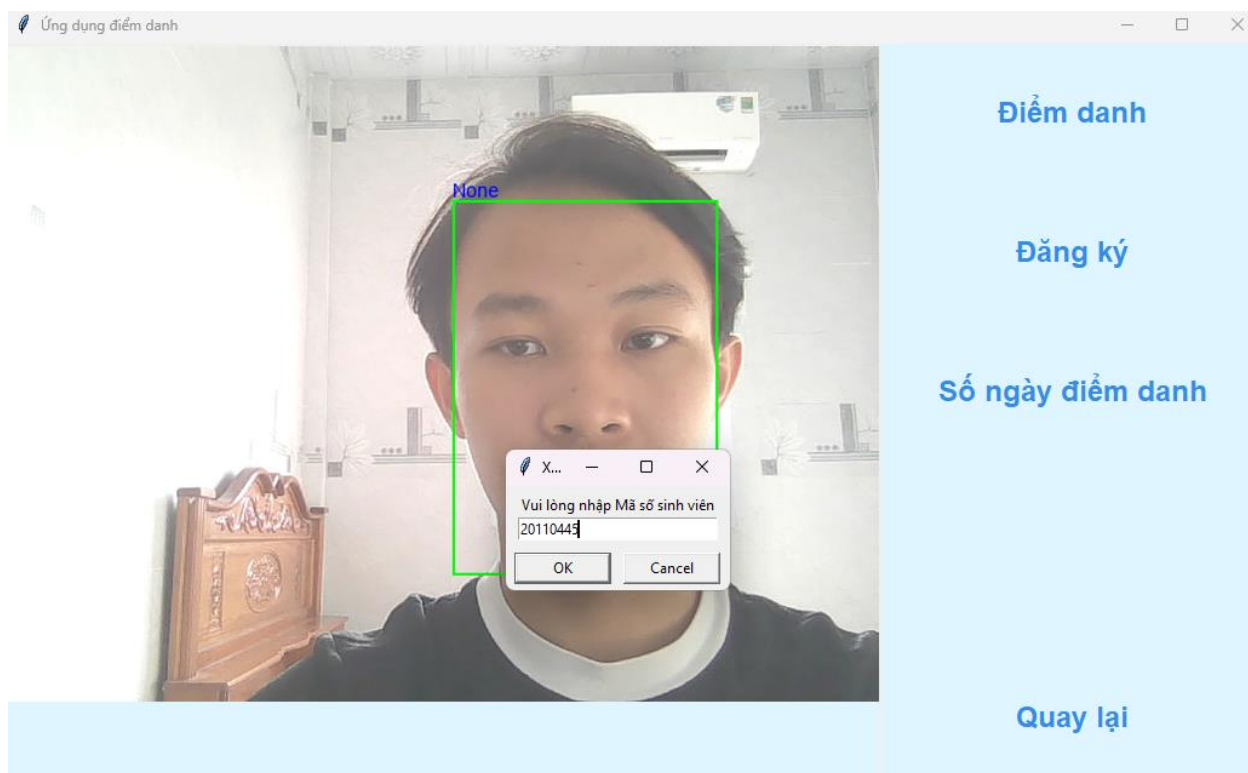 Ứng dụng điểm danh
None
X...
Vui lòng nhập Mã số sinh viên
20110445
OK
Cancel
Điểm danh
Đăng ký
Số ngày điểm danh
Quay lại